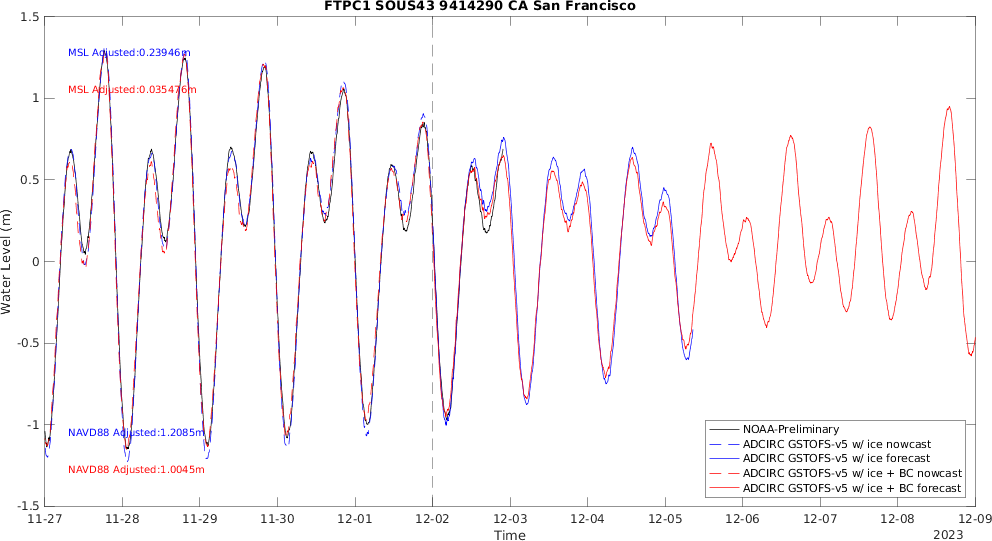 FTPC1 SOUS43 9414290 CA San Francisco
1.5
1
0.5
0
-0.5
-1
-1.5
Water Level (m)
MSL Adjusted:0.23946m
MSL Adjusted:0.035476m
NAVD88 Adjusted:1.2085m
NAVD88 Adjusted:1.0045m
NOAA-Preliminary
ADCIRC GSTOFS-v5 w/ ice nowcast
ADCIRC GSTOFS-v5 w/ ice forecast
ADCIRC GSTOFS-v5 w/ ice + BC nowcast
ADCIRC GSTOFS-v5 w/ ice + BC forecast
11-27 11-28 11-29 11-30 12-01 12-02 12-03 12-04 12-05 12-06 12-07 12-08 12-09
Time
2023